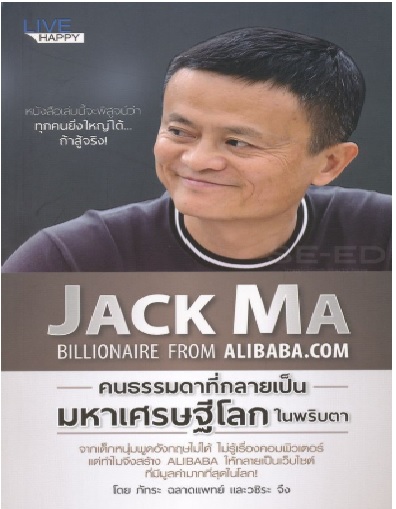 LIVE
HAPPY
หนังสือเล่มนี้จะพิสูจน์ว่า
ทุกคนยิ่งใหญ่ได้...
ถ้าสู้จริง!
SE-ED
JACK MA
BILLIONAIRE FROM ALIBABA.COM
คนธรรมดาที่กลายเป็น
มหาเศรษฐีโลก ในพริบตา
จากเด็กหนุ่มพูดอังกฤษไม่ได้ ไม่รู้เรื่องคอมพิวเตอร์
แต่ทำไมจึงสร้าง ALIBABA ให้กลายเป็นเว็บไซต์
ที่มีมูลค่ามากที่สุดในโลก!
โดย ภัทระ ฉลาดแพทย์ และวชิระ จึง